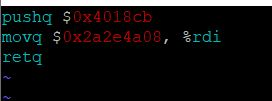 pushq $0x4018cb
movq $0x2a2e4a08, %rdi
retq
~
~